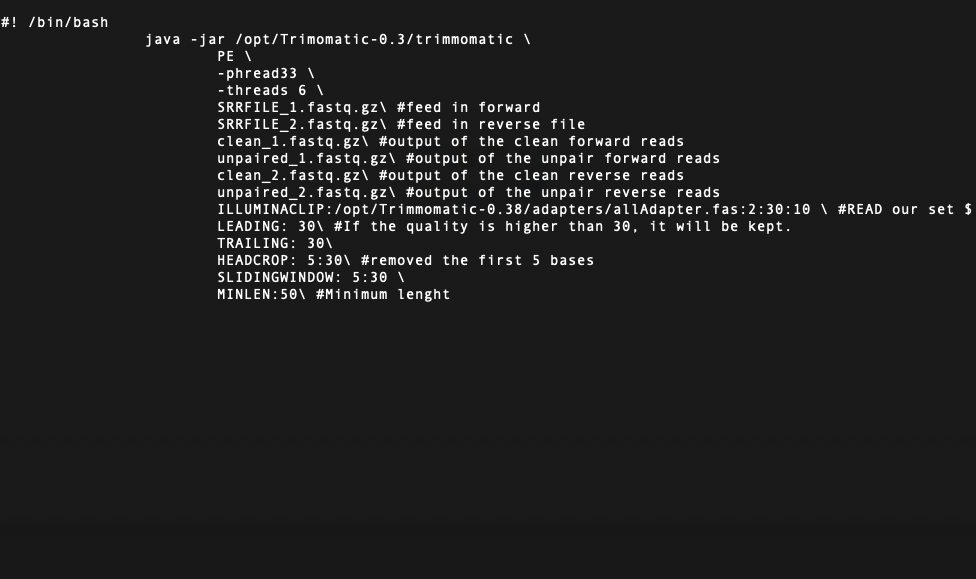 #! /bin/bash
java -jar /opt/Trimomatic-0.3/trimmomatic \
PE \
-phread33 \
-threads 6 \
SRRFILE_1.fastq.gz\ #feed in forward
SRRFILE_2.fastq.gz\ #feed in reverse file
clean_1.fastq.gz\ #output of the clean forward reads
unpaired_1.fastq.gz\ #output of the unpair forward reads
clean_2.fastq.gz\ #output of the clean reverse reads
unpaired_2.fastq.gz\ #output of the unpair reverse reads
ILLUMINACLIP:/opt/Trimmomatic-0.38/adapters/allAdapter.fas:2:30:10 \ #READ our set $
LEADING: 30\ #If the quality is higher than 30, it will be kept.
TRAILING: 30\
HEADCROP: 5:30\ #removed the first 5 bases
SLIDINGWINDOW: 5:30 \
MINLEN:50\ #Minimum lenght